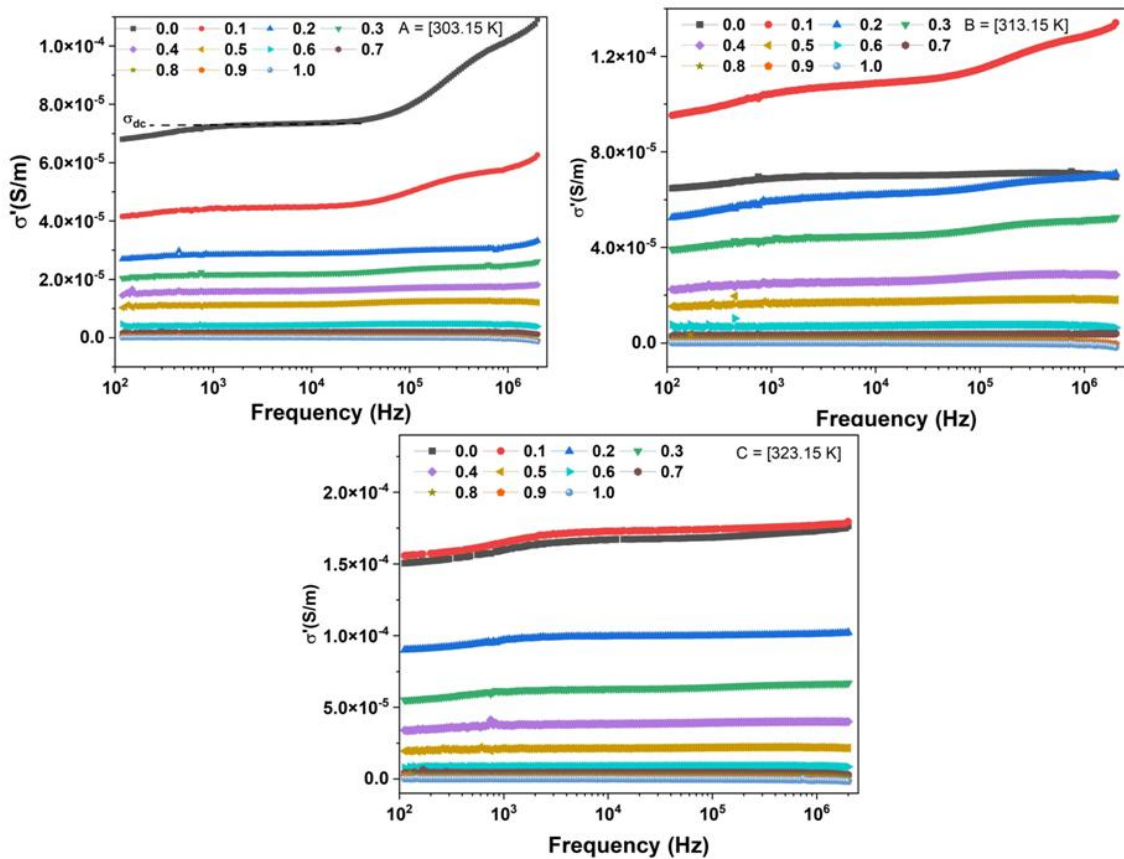 0.0 0.1 0.2 0.3 A = [303.15 K]
0.4 0.5 0.6 0.7
0.8 0.9 1.0
1.0×10⁻⁴
8.0×10⁻⁵
6.0×10⁻⁵
4.0×10⁻⁵
2.0×10⁻⁵
0.0
σ'(S/m)
σdc
10² 10³ 10⁴ 10⁵ 10⁶
Frequency (Hz)
0.0 0.1 0.2 0.3 B = [313.15 K]
0.4 0.5 0.6 0.7
0.8 0.9 1.0
1.2×10⁻⁴
8.0×10⁻⁵
4.0×10⁻⁵
0.0
σ'(S/m)
10² 10³ 10⁴ 10⁵ 10⁶
Frequency (Hz)
0.0 0.1 0.2 0.3 C = [323.15 K]
0.4 0.5 0.6 0.7
0.8 0.9 1.0
2.0×10⁻⁴
1.5×10⁻⁴
1.0×10⁻⁴
5.0×10⁻⁵
0.0
σ'(S/m)
10² 10³ 10⁴ 10⁵ 10⁶
Frequency (Hz)